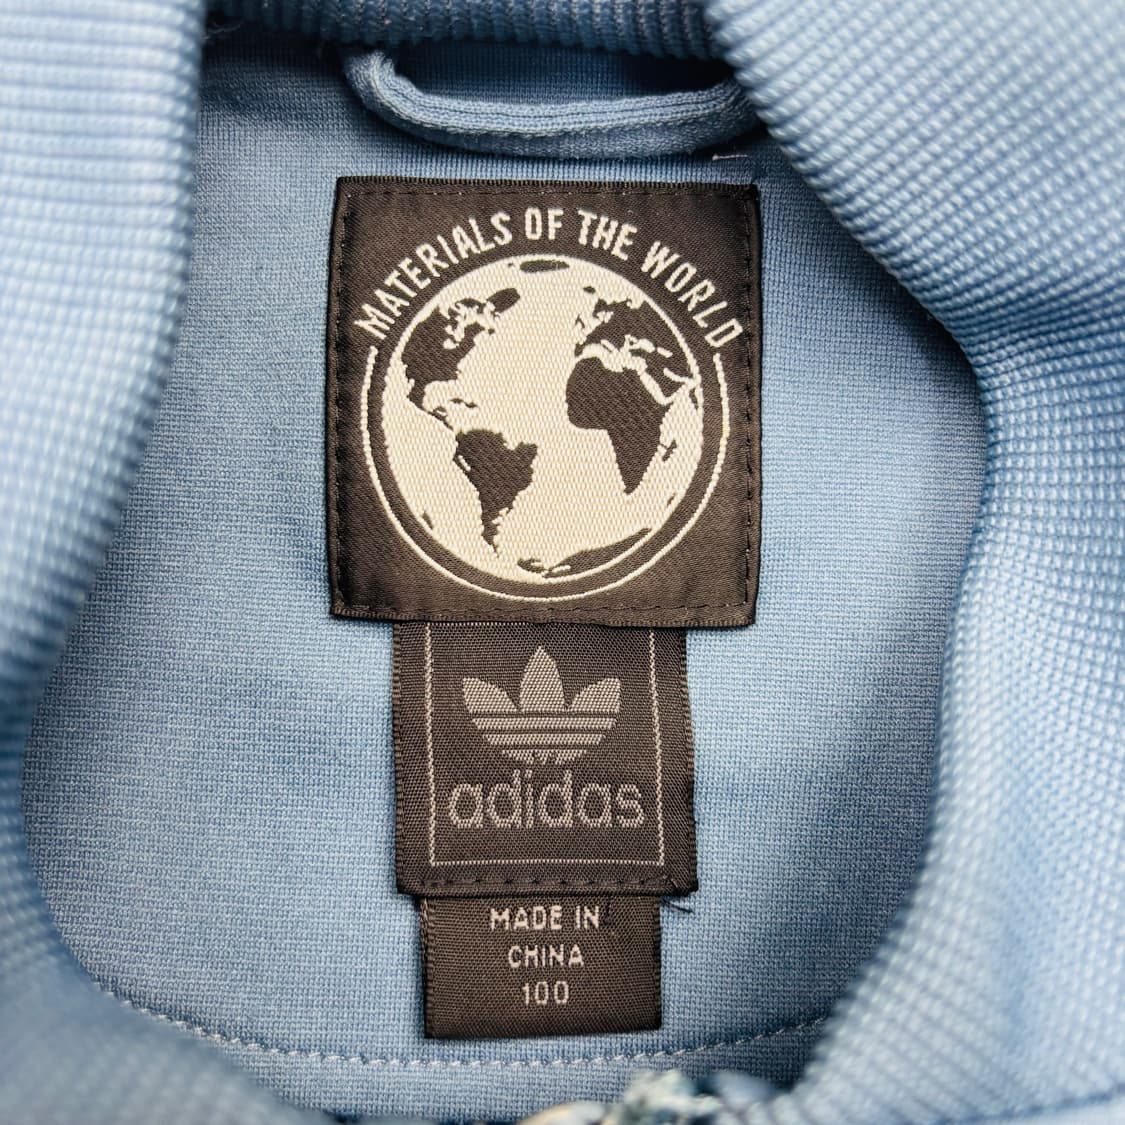 MATERIALS OF THE WORLD
adidas
MADE IN
CHINA
100